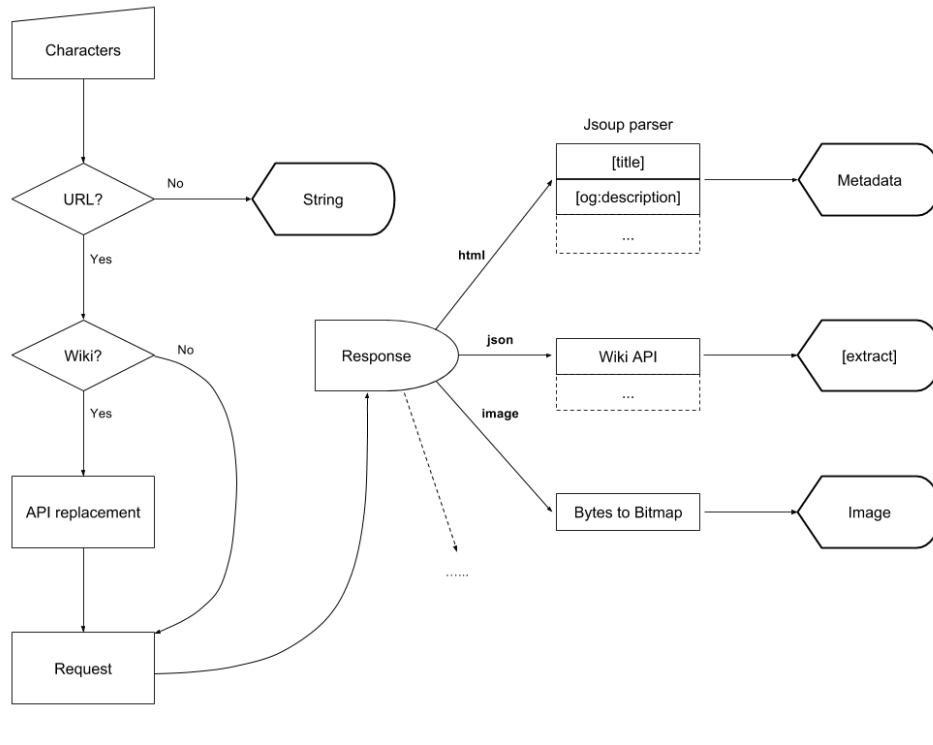 Characters
URL?
No
String
Yes
Wiki?
No
Yes
API replacement
Request
Response
html
json
image
......
Jsoup parser
[title]
[og:description]
...
Metadata
Wiki API
...
[extract]
Bytes to Bitmap
Image